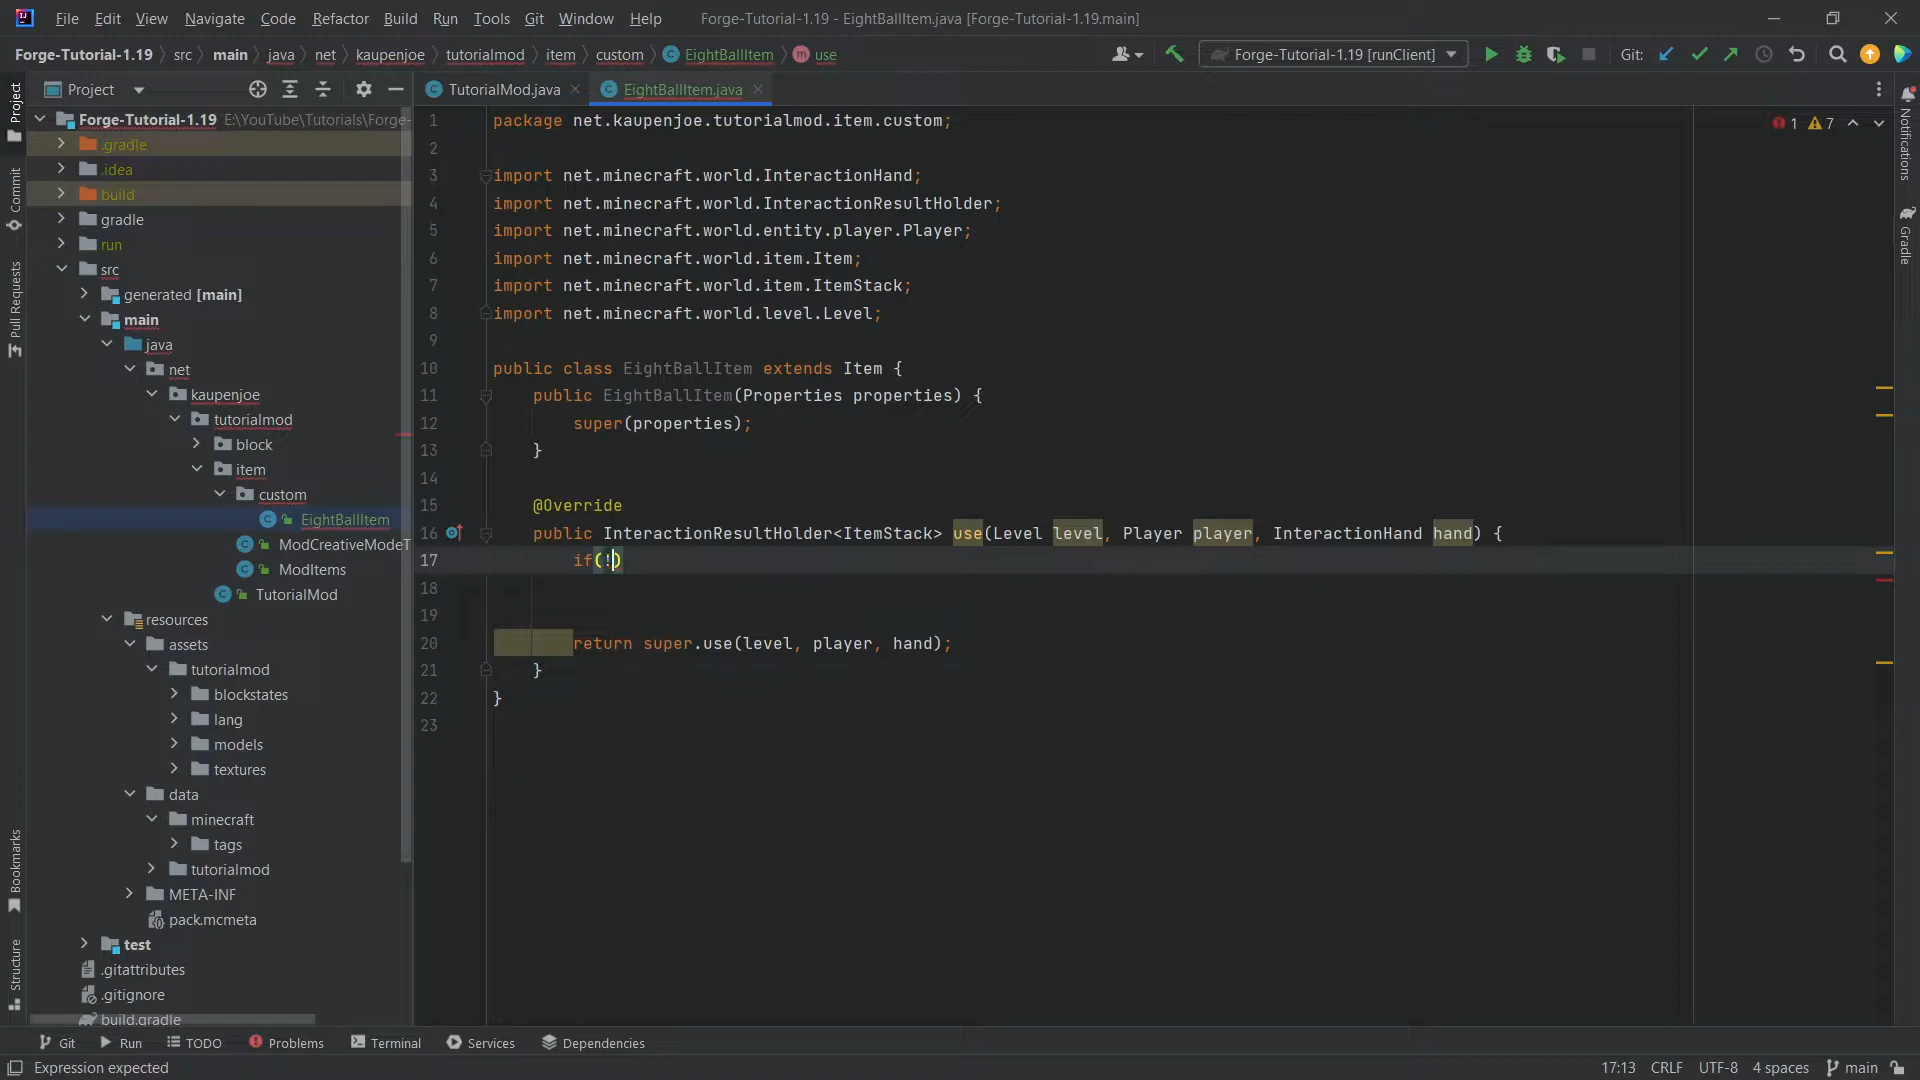 File Edit View Navigate Code Refactor Build Run Tools Git Window Help Forge-Tutorial-1.19 - EightBallItem.java [Forge-Tutorial-1.19.main]
Forge-Tutorial-1.19 src main java net kaupenjoe tutorialmod item custom EightBallItem use Forge-Tutorial-1.19 [runClient] Git:
Project
TutorialMod.java EightBallItem.java
Project
Commit
Pull Requests
Bookmarks
Structure
Forge-Tutorial-1.19 E:\YouTube\Tutorials\Forge-
.gradle
.idea
build
gradle
run
src
generated [main]
main
java
net
kaupenjoe
tutorialmod
block
item
custom
EightBallItem
ModCreativeModeT
ModItems
TutorialMod
resources
assets
tutorialmod
blockstates
lang
models
textures
data
minecraft
tags
tutorialmod
META-INF
pack.mcmeta
test
.gitattributes
.gitignore
build.gradle
1 package net.kaupenjoe.tutorialmod.item.custom;
2
3 import net.minecraft.world.InteractionHand;
4 import net.minecraft.world.InteractionResultHolder;
5 import net.minecraft.world.entity.player.Player;
6 import net.minecraft.world.item.Item;
7 import net.minecraft.world.item.ItemStack;
8 import net.minecraft.world.level.Level;
9
10 public class EightBallItem extends Item {
11 public EightBallItem(Properties properties) {
12 super(properties);
13 }
14
15 @Override
16 public InteractionResultHolder<ItemStack> use(Level level, Player player, InteractionHand hand) {
17 if(!)
18
19
20 return super.use(level, player, hand);
21 }
22 }
23
1 7
Notifications
Gradle
Git Run TODO Problems Terminal Services Dependencies
Expression expected 17:13 CRLF UTF-8 4 spaces main